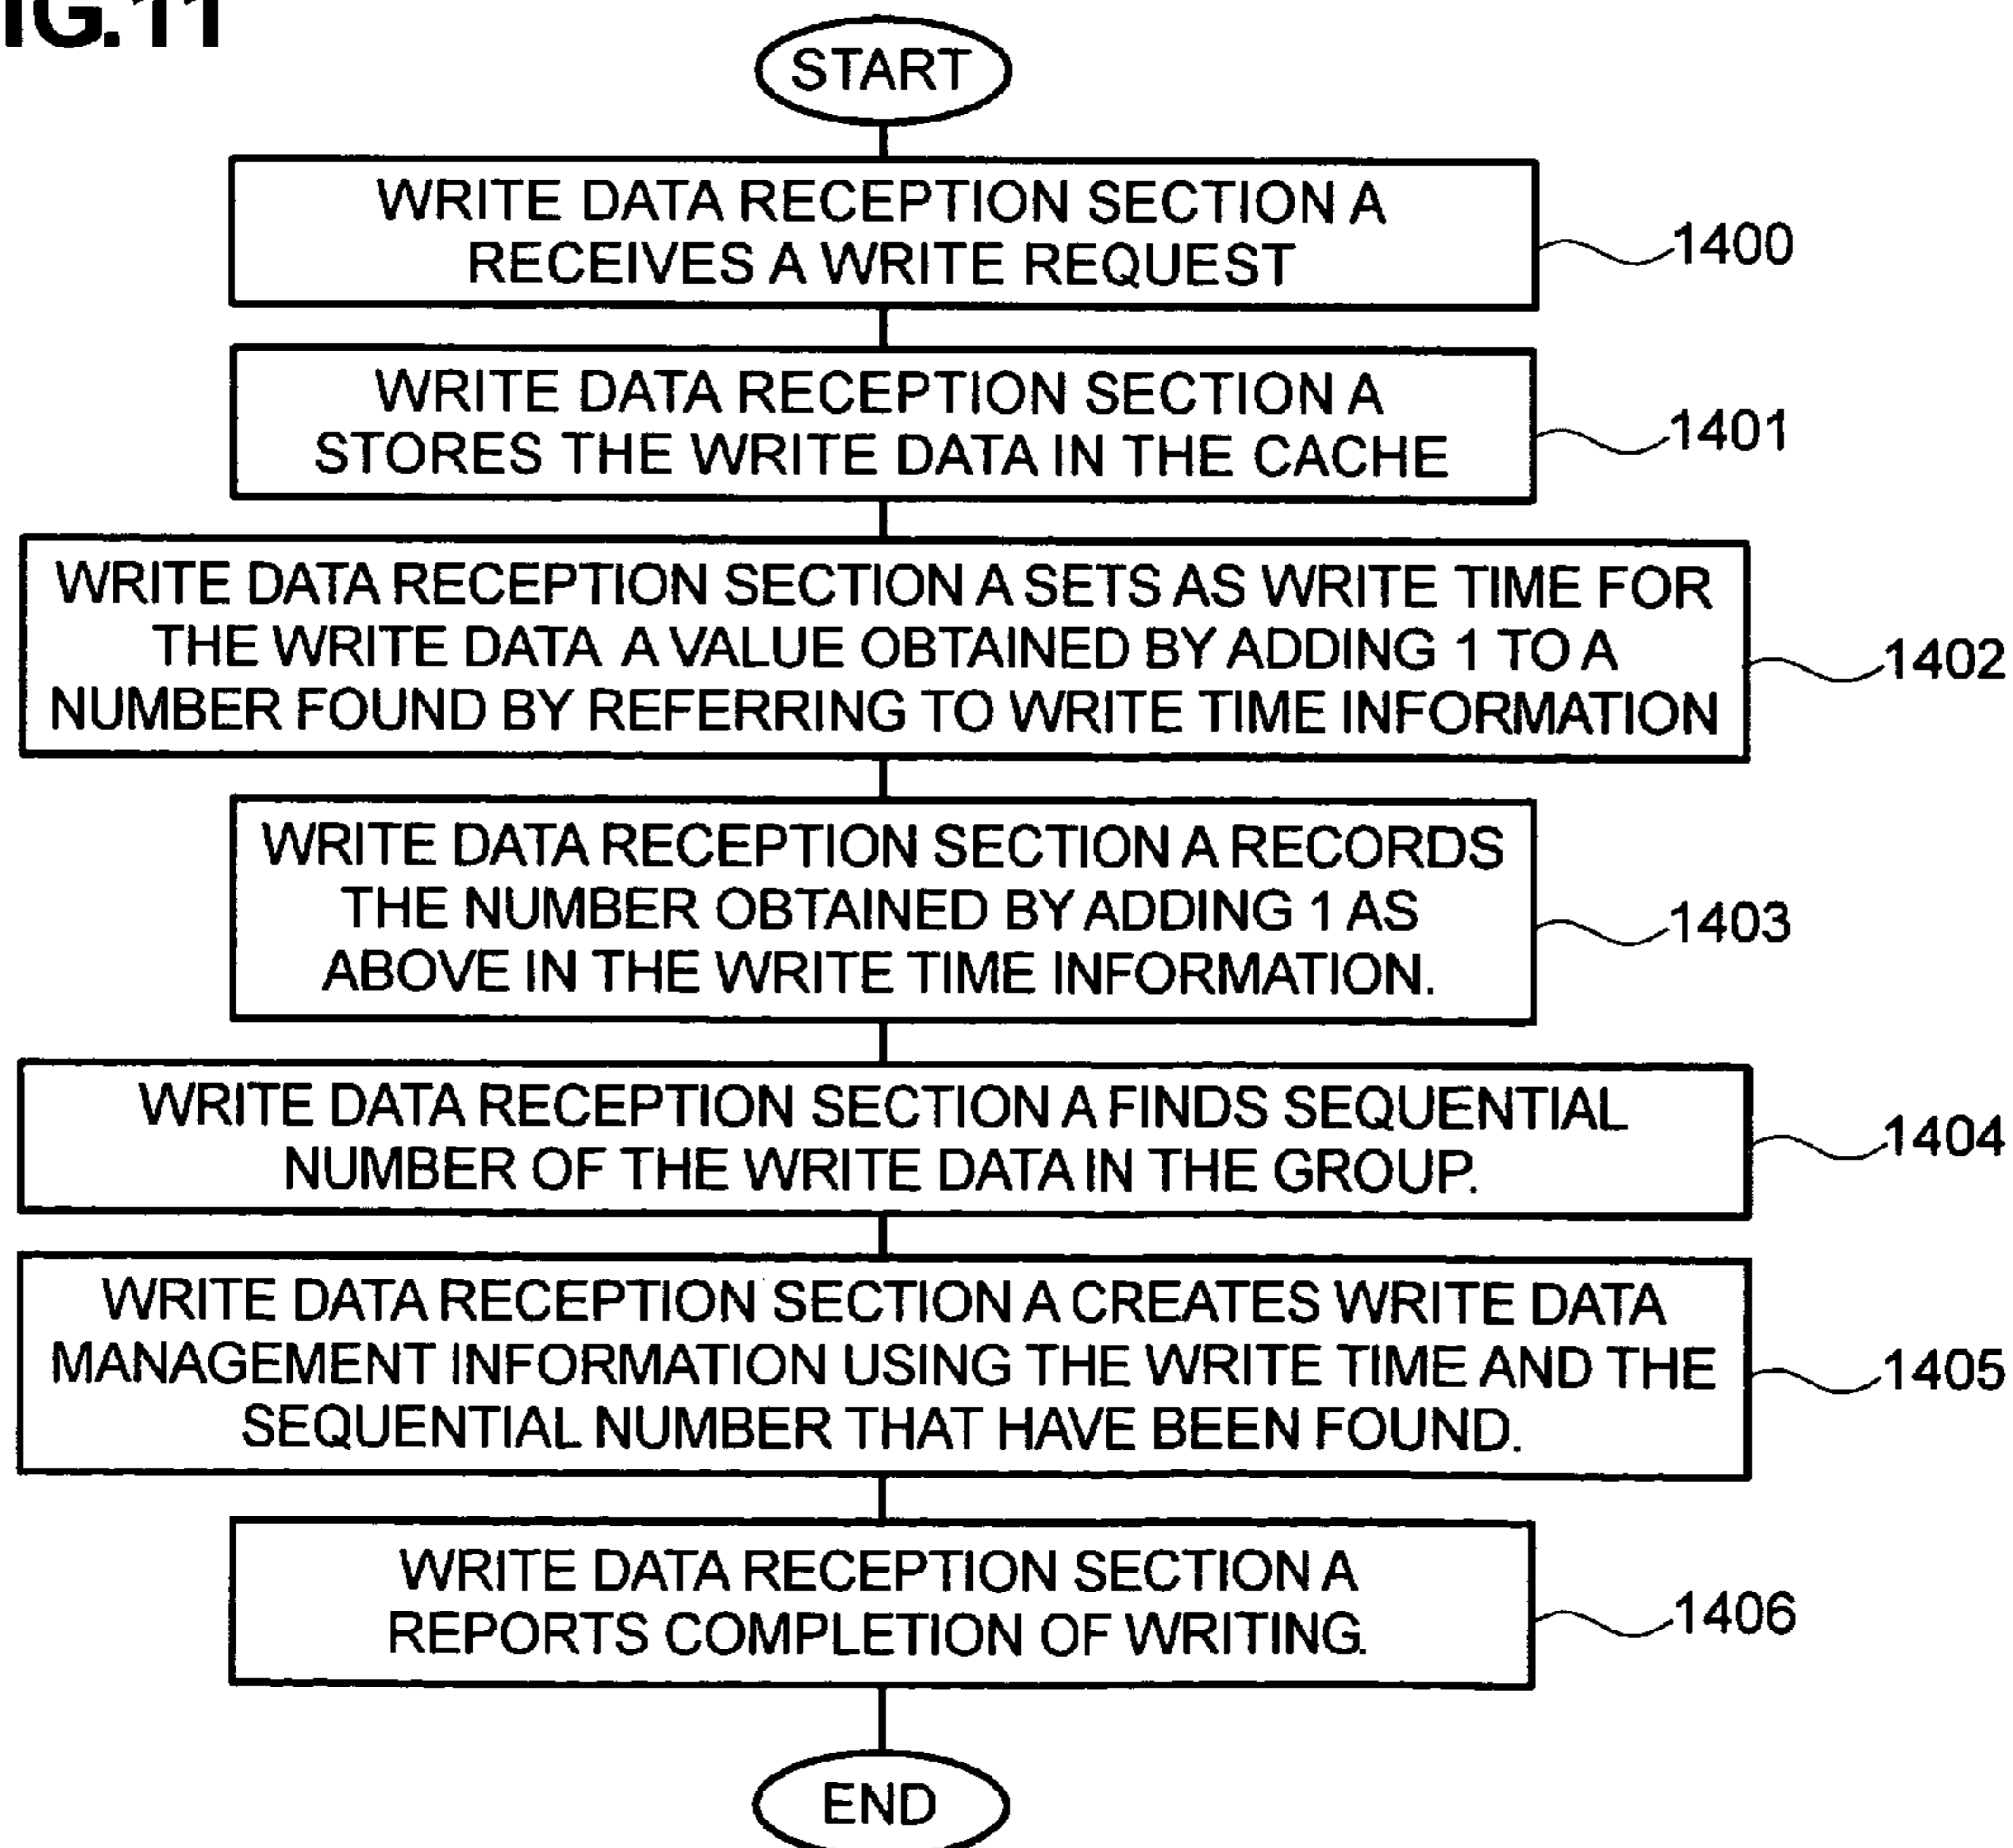 IG.11
START
WRITE DATA RECEPTION SECTION A
RECEIVES A WRITE REQUEST
1400
WRITE DATA RECEPTION SECTION A
STORES THE WRITE DATA IN THE CACHE
1401
WRITE DATA RECEPTION SECTION A SETS AS WRITE TIME FOR
THE WRITE DATA A VALUE OBTAINED BY ADDING 1 TO A
NUMBER FOUND BY REFERRING TO WRITE TIME INFORMATION
1402
WRITE DATA RECEPTION SECTION A RECORDS
THE NUMBER OBTAINED BY ADDING 1 AS
ABOVE IN THE WRITE TIME INFORMATION.
1403
WRITE DATA RECEPTION SECTION A FINDS SEQUENTIAL
NUMBER OF THE WRITE DATA IN THE GROUP.
1404
WRITE DATA RECEPTION SECTION A CREATES WRITE DATA
MANAGEMENT INFORMATION USING THE WRITE TIME AND THE
SEQUENTIAL NUMBER THAT HAVE BEEN FOUND.
1405
WRITE DATA RECEPTION SECTION A
REPORTS COMPLETION OF WRITING.
1406
END